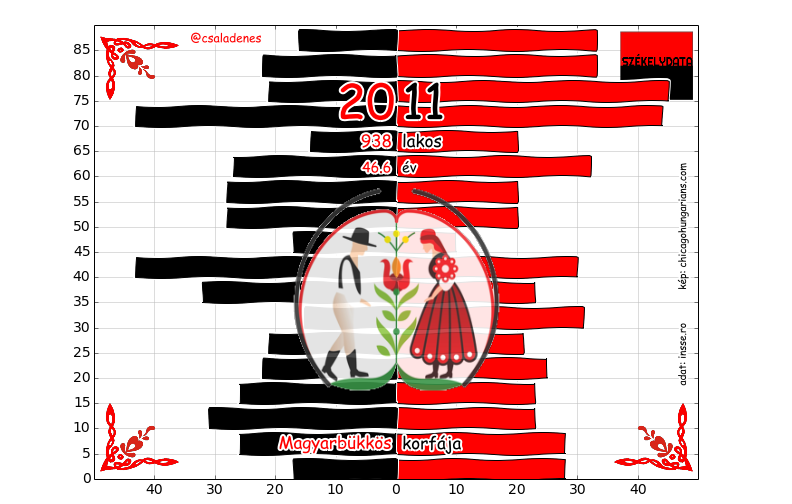 @csaladenes
SZÉKELYDATA
2011
938 lakos
46.6 év
kép: chicagohungarians.com
adat: insse.ro
Magyarbükkös korfája
85
80
75
70
65
60
55
50
45
40
35
30
25
20
15
10
5
0
40 30 20 10 0 10 20 30 40